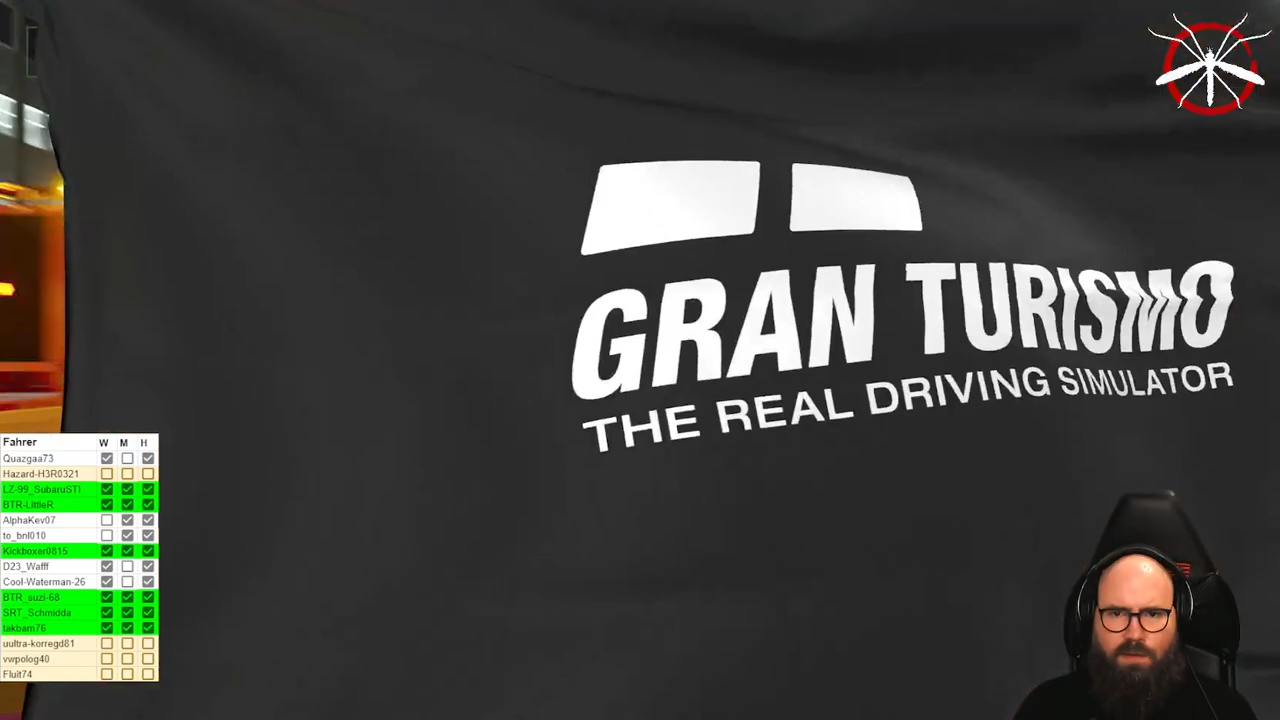 GRAN TURISMO
THE REAL DRIVING SIMULATOR
Fahrer W M H
Quazgaa73
Hazard-H3R0321
LZ-99_SubaruSTI
BTR-LittleR
AlphaKev07
to_bnl010
Kickboxer0815
D23_Wafff
Cool-Waterman-26
BTR_suzi-68
SRT_Schmidda
takbam76
uultra-korregd81
vwpolog40
Fluit74